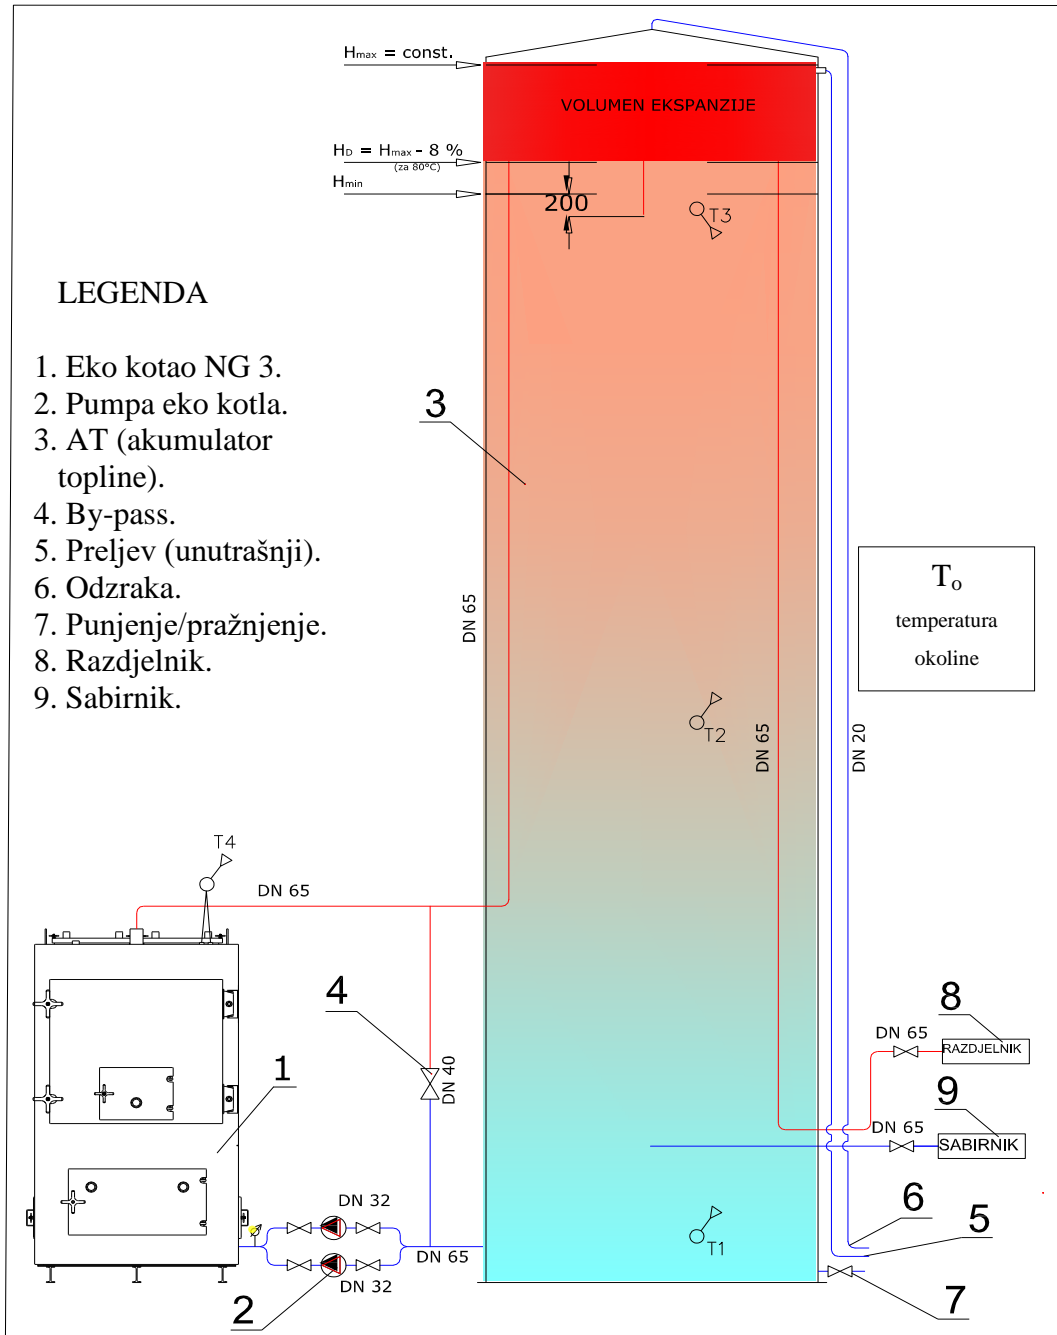 Hmax = const.
VOLUMEN EKSPANZIJE
HD = Hmax - 8 %
(za 80°C)
Hmin
200
T3
LEGENDA
1. Eko kotao NG 3.
2. Pumpa eko kotla.
3. AT (akumulator
topline).
4. By-pass.
5. Preljev (unutrašnji).
6. Odzraka.
7. Punjenje/pražnjenje.
8. Razdjelnik.
9. Sabirnik.
3
DN 65
To
temperatura
okoline
T2
DN 65
DN 20
T4
DN 65
4
DN 40
1
8
DN 65
RAZDJELNIK
9
DN 65
SABIRNIK
DN 32
DN 65
DN 32
2
T1
6
5
7